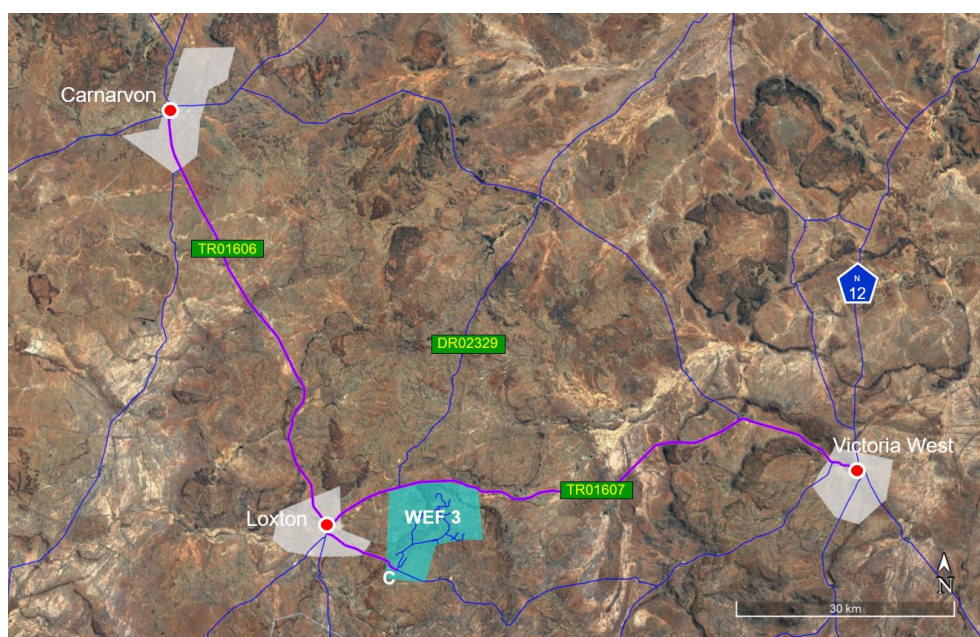 Carnarvon
TR01606
N
12
DR02329
Victoria West
TR01607
Loxton
WEF 3
C
N
30 km